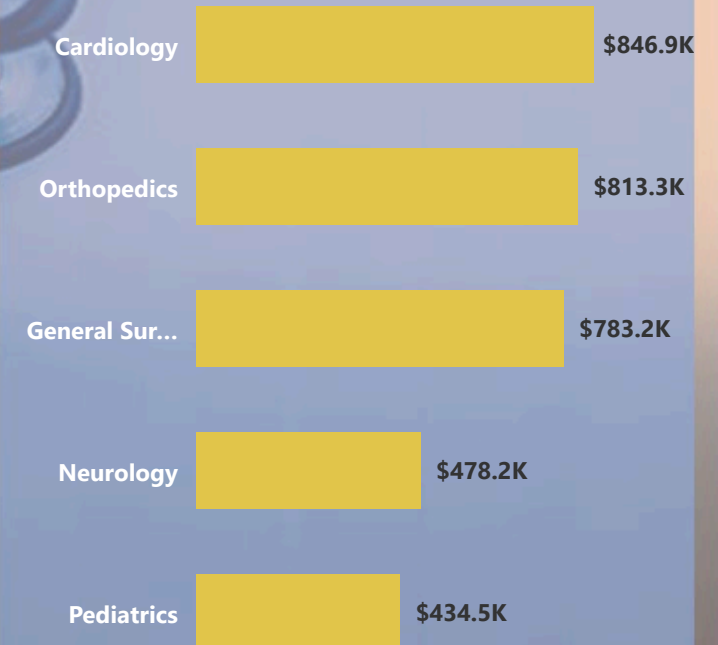 Cardiology $846.9K
Orthopedics $813.3K
General Sur... $783.2K
Neurology $478.2K
Pediatrics $434.5K